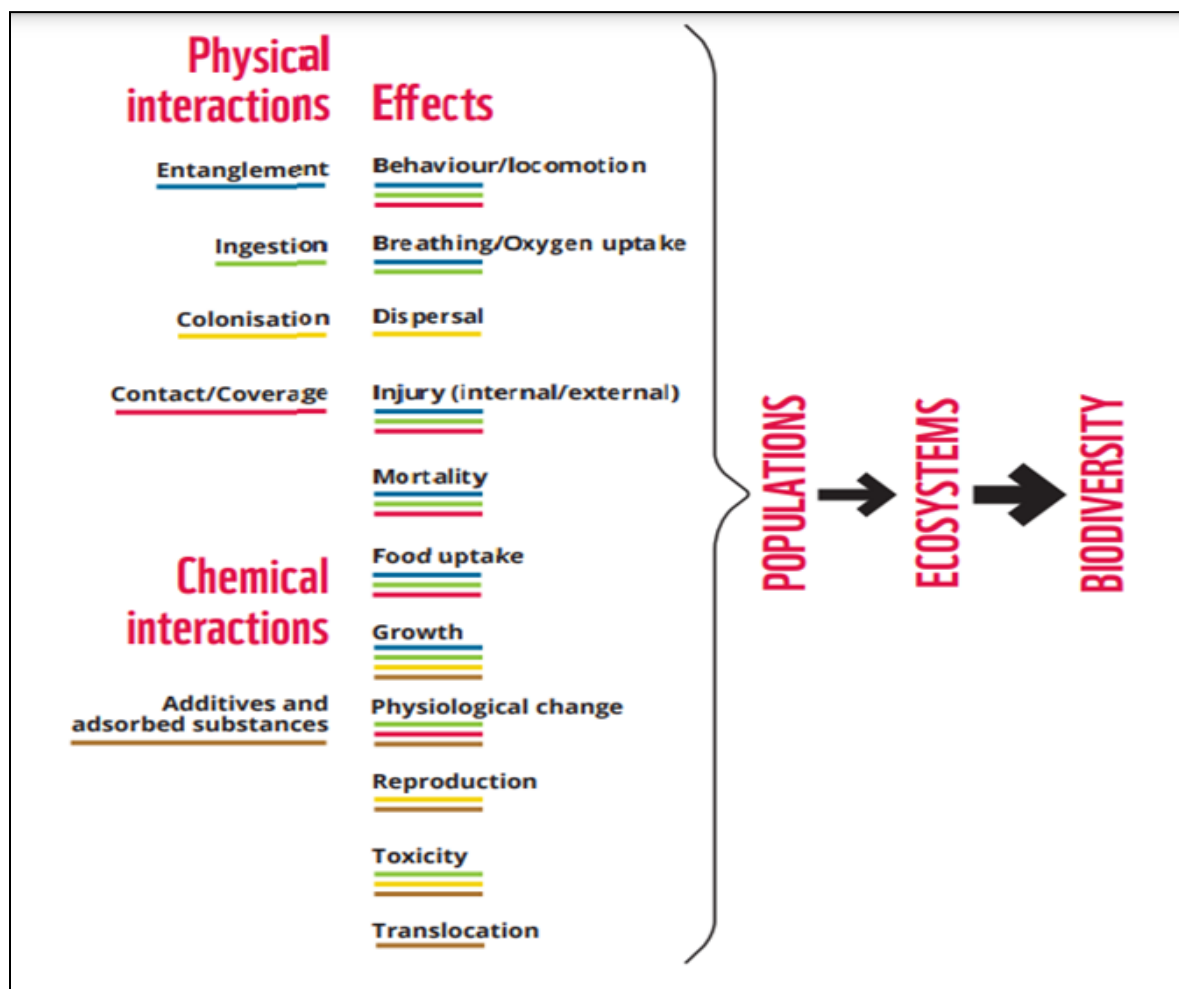 Physical
interactions
Effects
Entanglement
Behaviour/locomotion
Ingestion
Breathing/Oxygen uptake
Colonisation
Dispersal
Contact/Coverage
Injury (internal/external)
Mortality
Food uptake
Chemical
interactions
Growth
Additives and
adsorbed substances
Physiological change
Reproduction
Toxicity
Translocation
POPULATIONS
ECOSYSTEMS
BIODIVERSITY